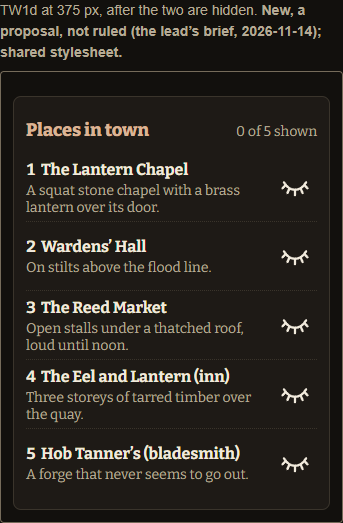 TW1d at 375 px, after the two are hidden. New, a
proposal, not ruled (the lead’s brief, 2026-11-14);
shared stylesheet.
Places in town
0 of 5 shown
1 The Lantern Chapel
A squat stone chapel with a brass
lantern over its door.
2 Wardens’ Hall
On stilts above the flood line.
3 The Reed Market
Open stalls under a thatched roof,
loud until noon.
4 The Eel and Lantern (inn)
Three storeys of tarred timber over
the quay.
5 Hob Tanner’s (bladesmith)
A forge that never seems to go out.